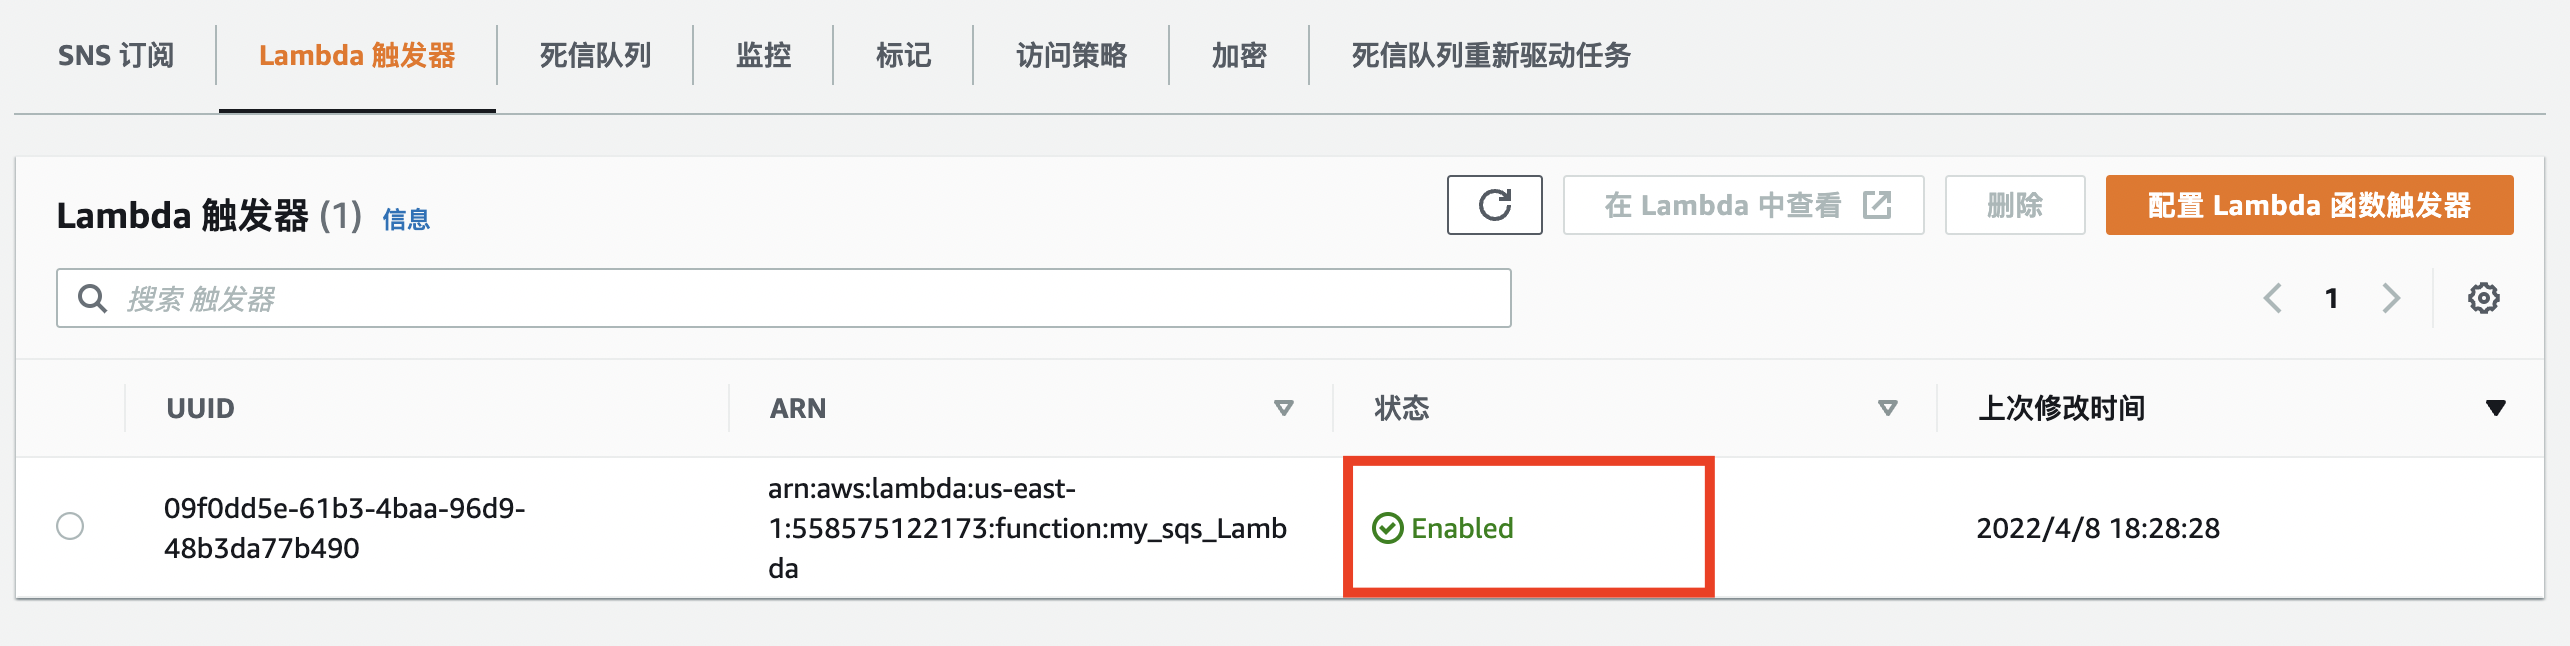 SNS 订阅
Lambda 触发器
死信队列
监控
标记
访问策略
加密
死信队列重新驱动任务
Lambda 触发器 (1) 信息
在 Lambda 中查看
删除
配置 Lambda 函数触发器
搜索 触发器
1
UUID
ARN
状态
上次修改时间
09f0dd5e-61b3-4baa-96d9-
48b3da77b490
arn:aws:lambda:us-east-
1:558575122173:function:my_sqs_Lamb
da
Enabled
2022/4/8 18:28:28